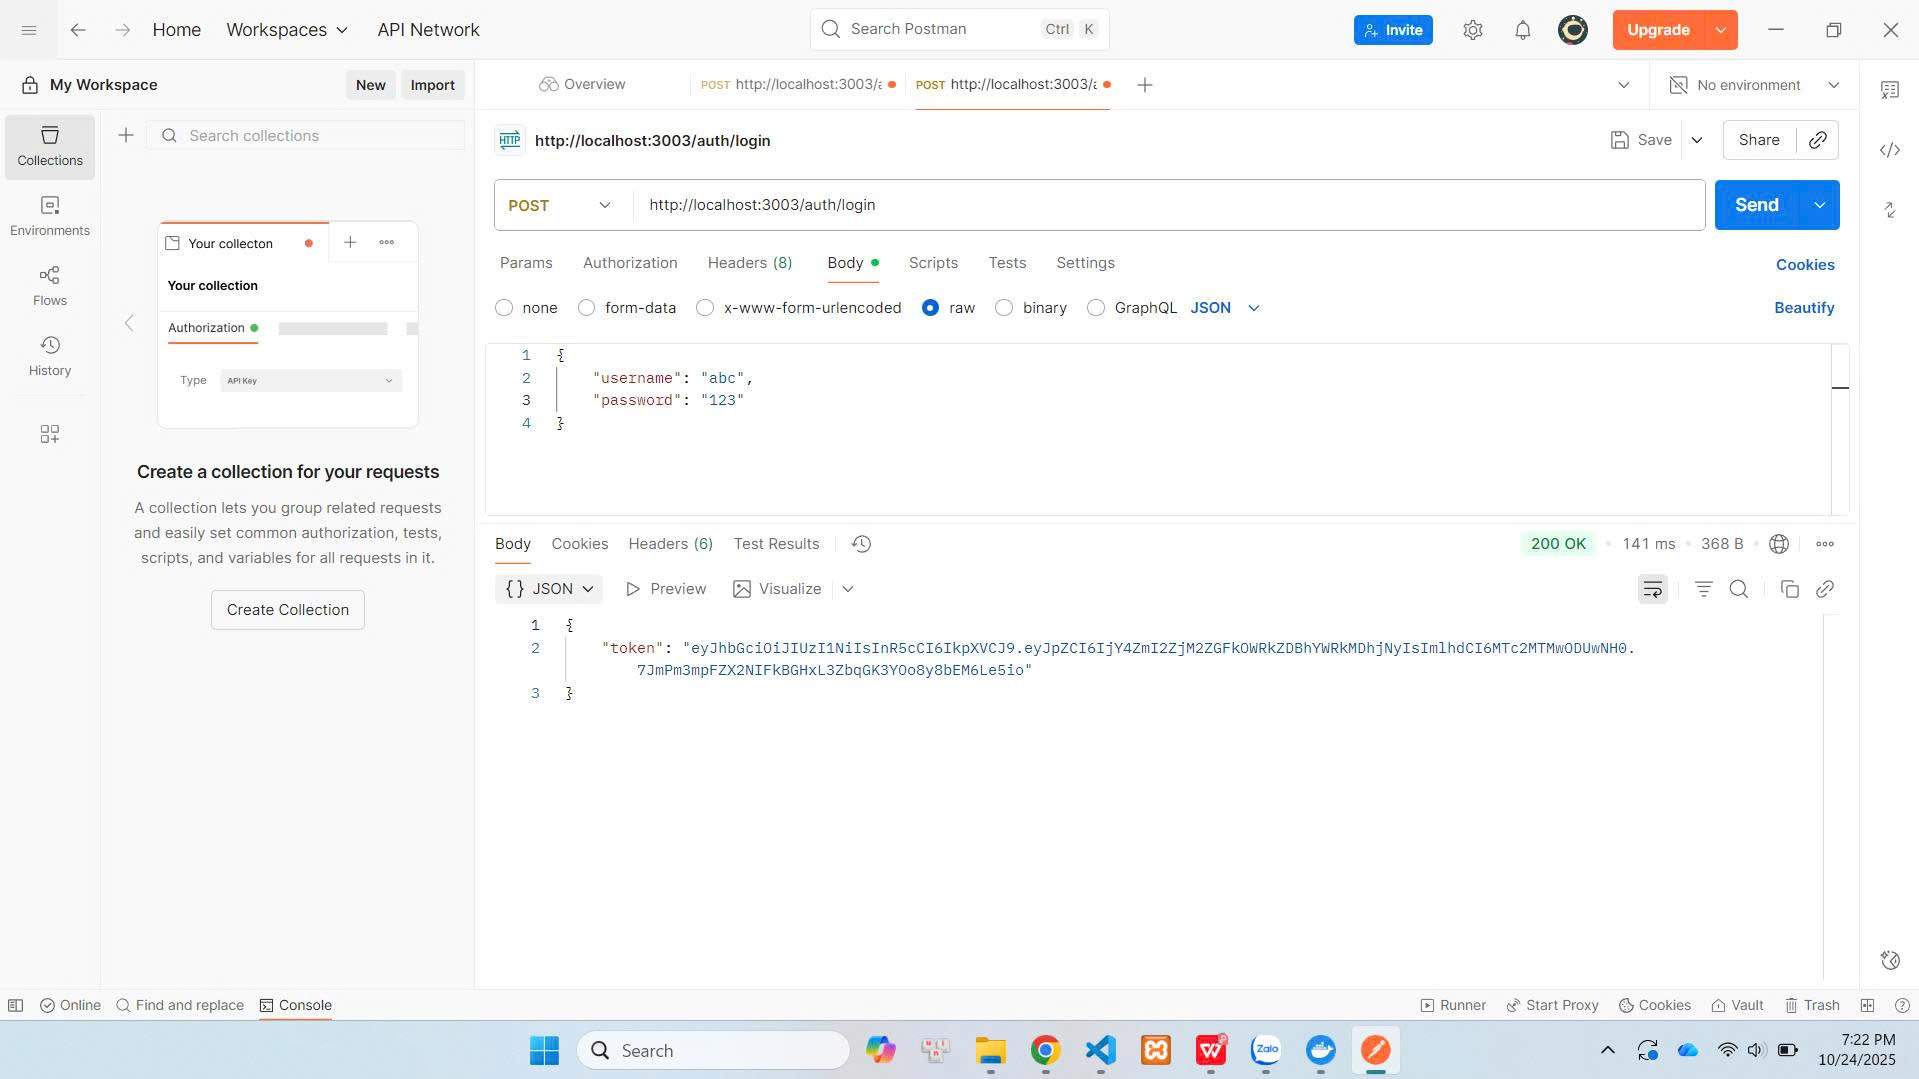 Home
Workspaces
API Network
Search Postman
Ctrl
K
Invite
Upgrade
My Workspace
New
Import
Overview
POST http://localhost:3003/a
POST http://localhost:3003/a
No environment
Collections
Environments
Flows
History
Search collections
Your collecton
Your collection
Authorization
Type
API Key
Create a collection for your requests
A collection lets you group related requests
and easily set common authorization, tests,
scripts, and variables for all requests in it.
Create Collection
HTTP
http://localhost:3003/auth/login
Save
Share
POST
http://localhost:3003/auth/login
Send
Params
Authorization
Headers (8)
Body
Scripts
Tests
Settings
Cookies
none
form-data
x-www-form-urlencoded
raw
binary
GraphQL
JSON
Beautify
1 {
2 "username": "abc",
3 "password": "123"
4 }
Body
Cookies
Headers (6)
Test Results
200 OK
141 ms
368 B
{} JSON
Preview
Visualize
1 {
2 "token": "eyJhbGciOiJIUzI1NiIsInR5cCI6IkpXVCJ9.eyJpZCI6IjY4ZmI2ZjM2ZGFkOWRkZDBhYWRkMDhjNyIsImlhdCI6MTc2MTMwODUwNH0.
7JmPm3mpFZX2NIFkBGHxL3ZbqGK3YOo8y8bEM6Le5io"
3 }
Online
Find and replace
Console
Runner
Start Proxy
Cookies
Vault
Trash
Search
Zalo
7:22 PM
10/24/2025